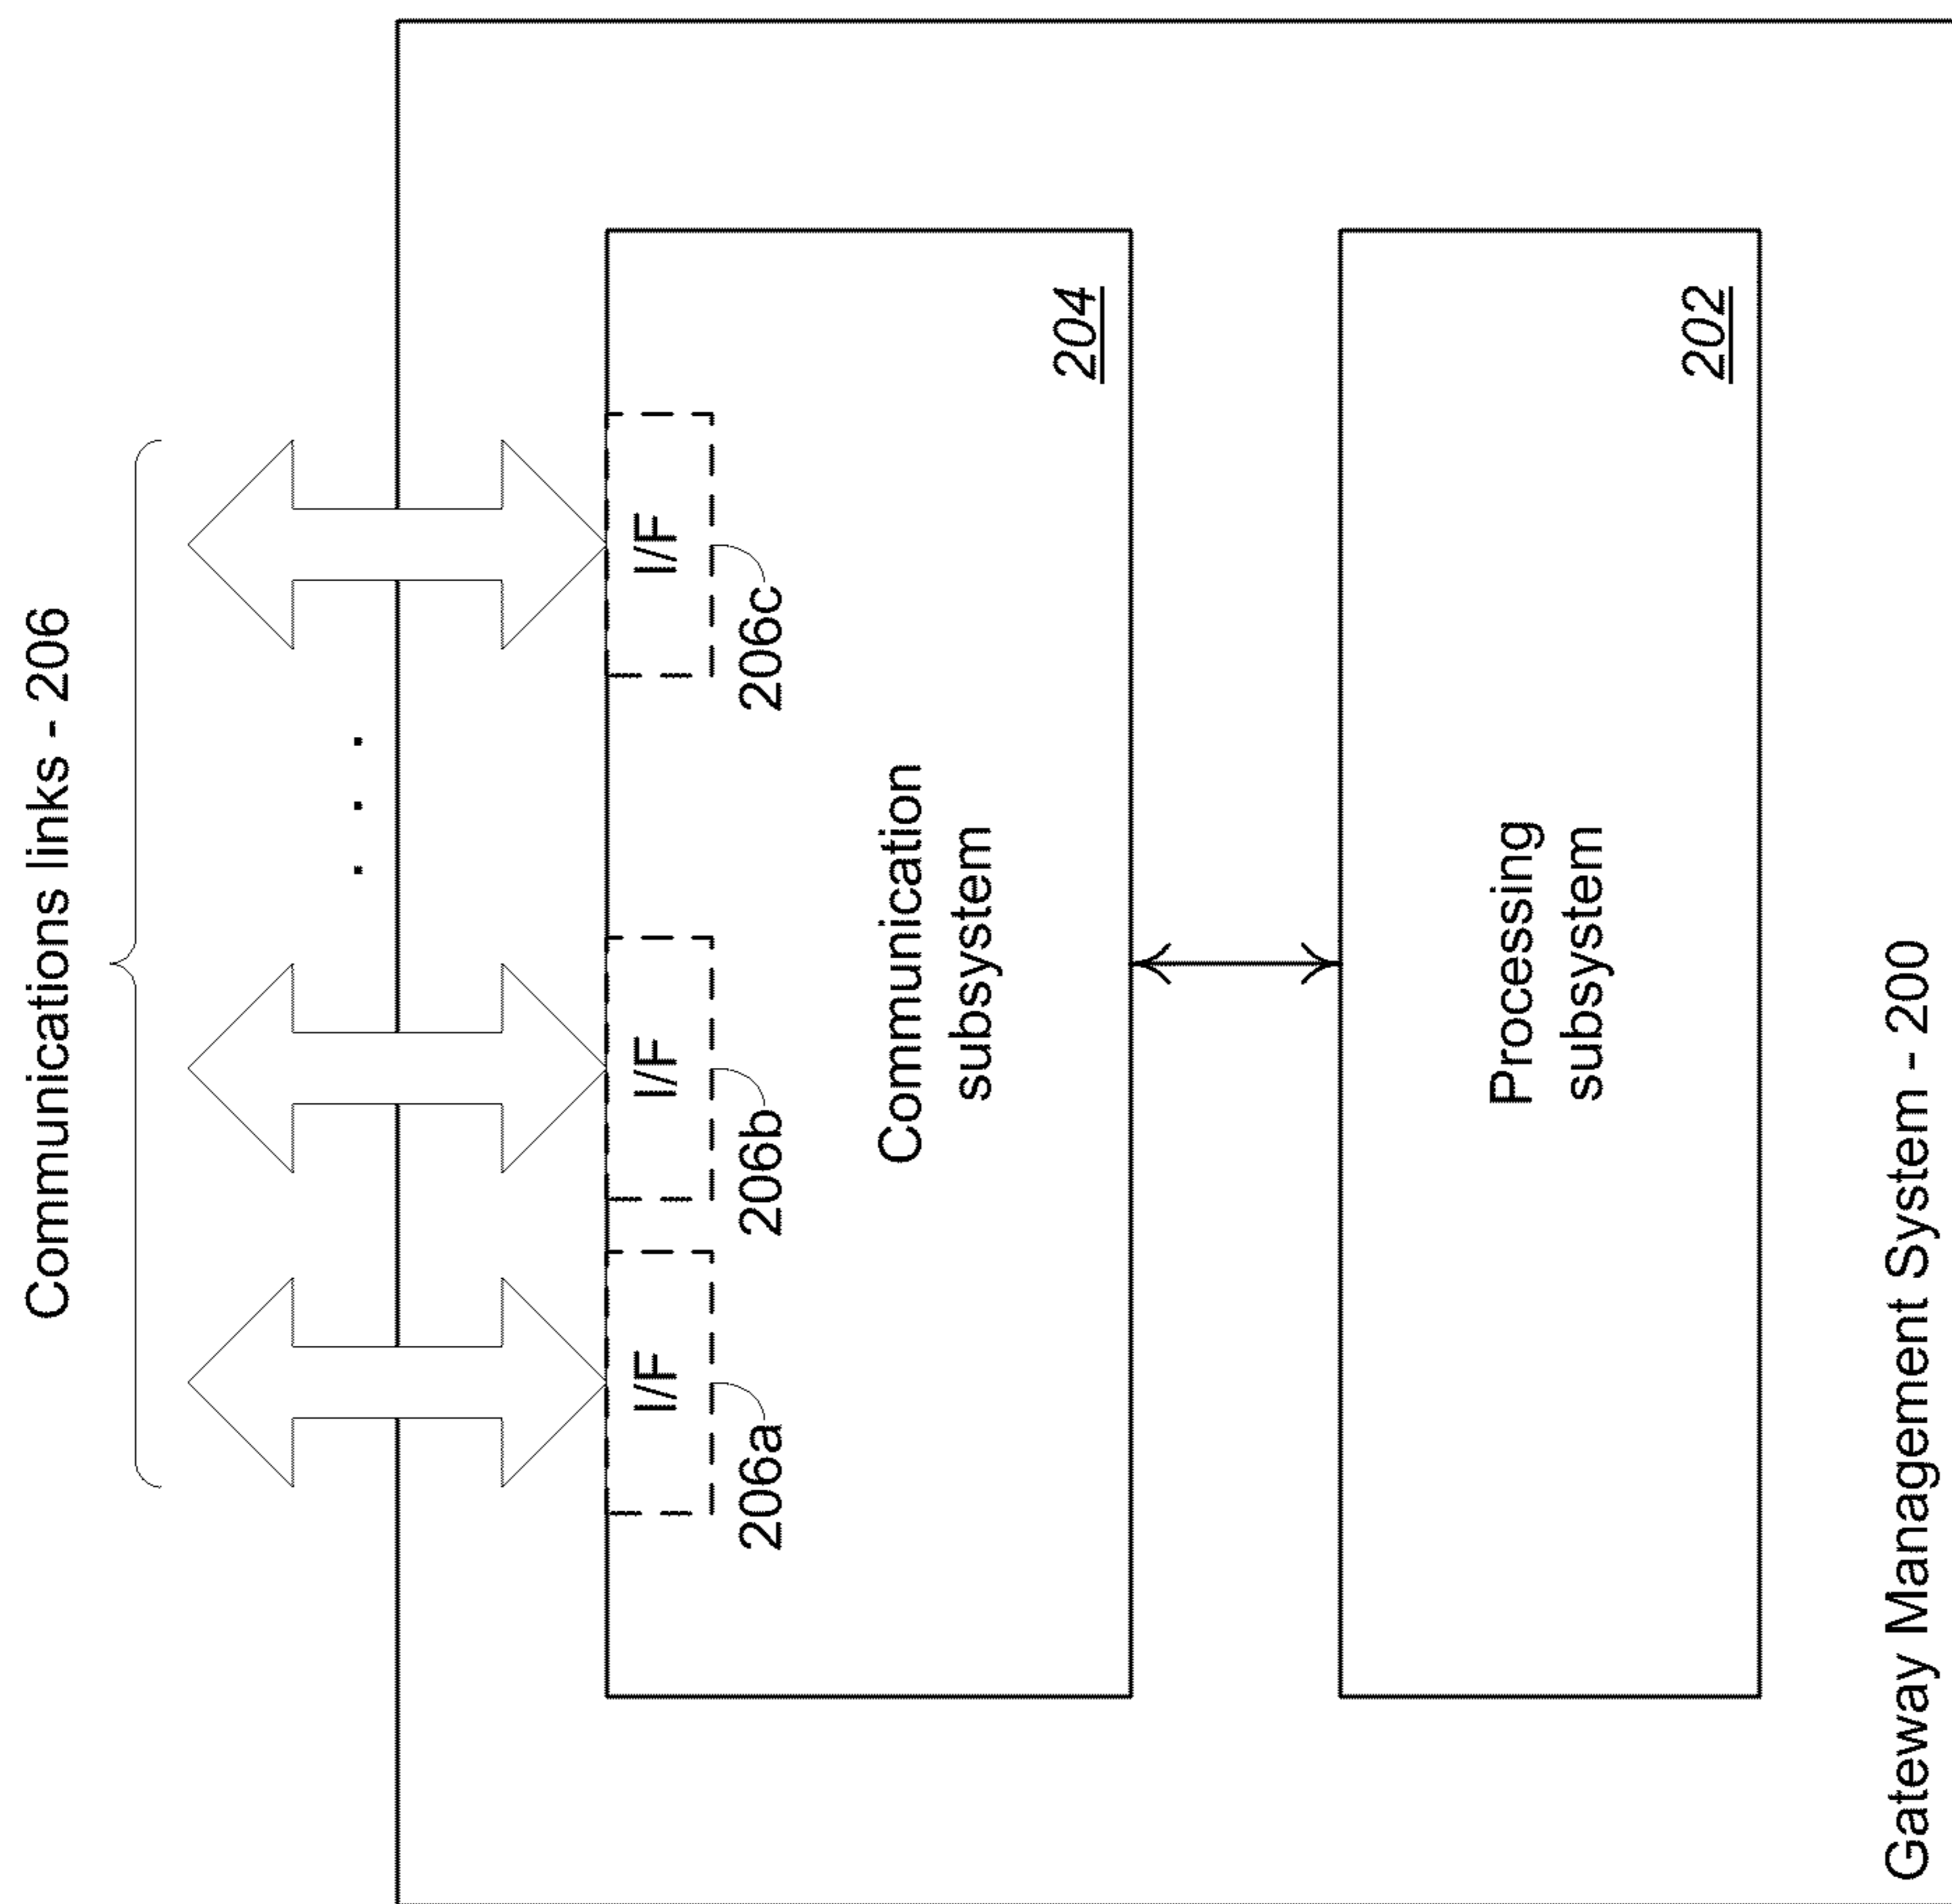 Communications links - 206
. . .
I/F
I/F
I/F
206a
206b
206c
Communication
subsystem
204
Processing
subsystem
202
Gateway Management System - 200